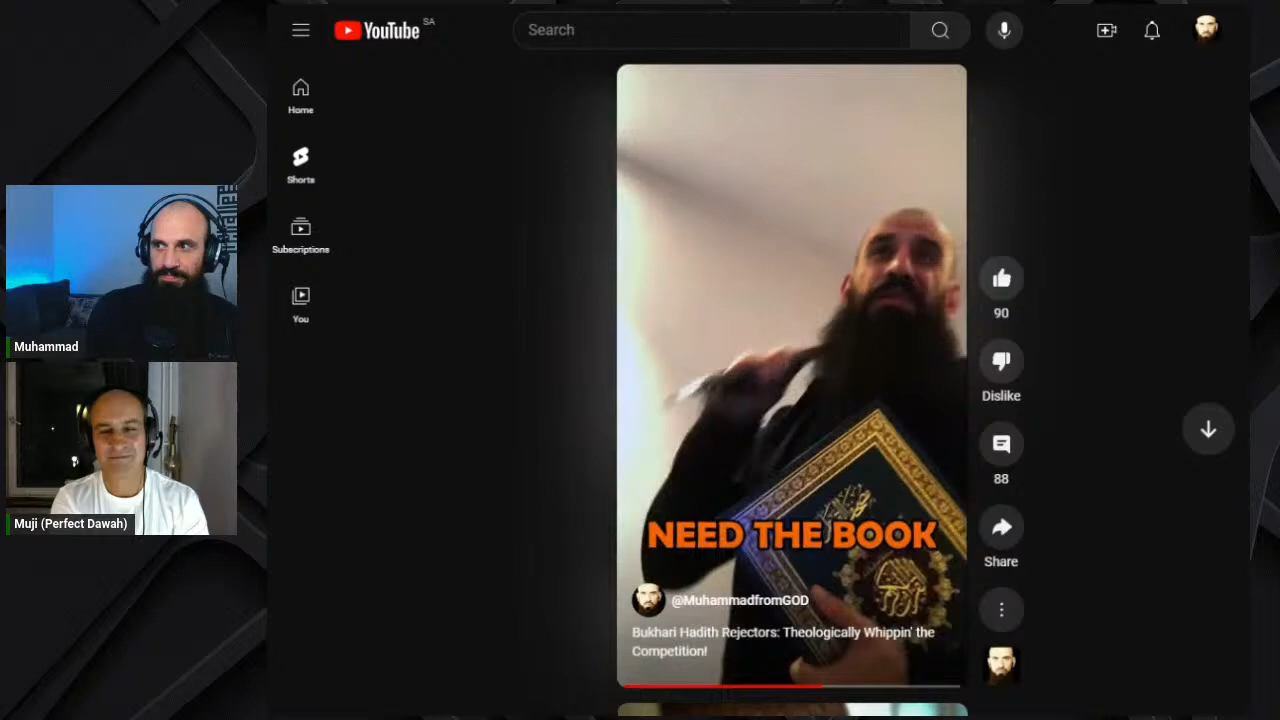 YouTube SA
Search
Home
Shorts
Subscriptions
You
Muhammad
Muji (Perfect Dawah)
NEED THE BOOK
@MuhammadfromGOD
Bukhari Hadith Rejectors: Theologically Whippin' the
Competition!
90
Dislike
88
Share